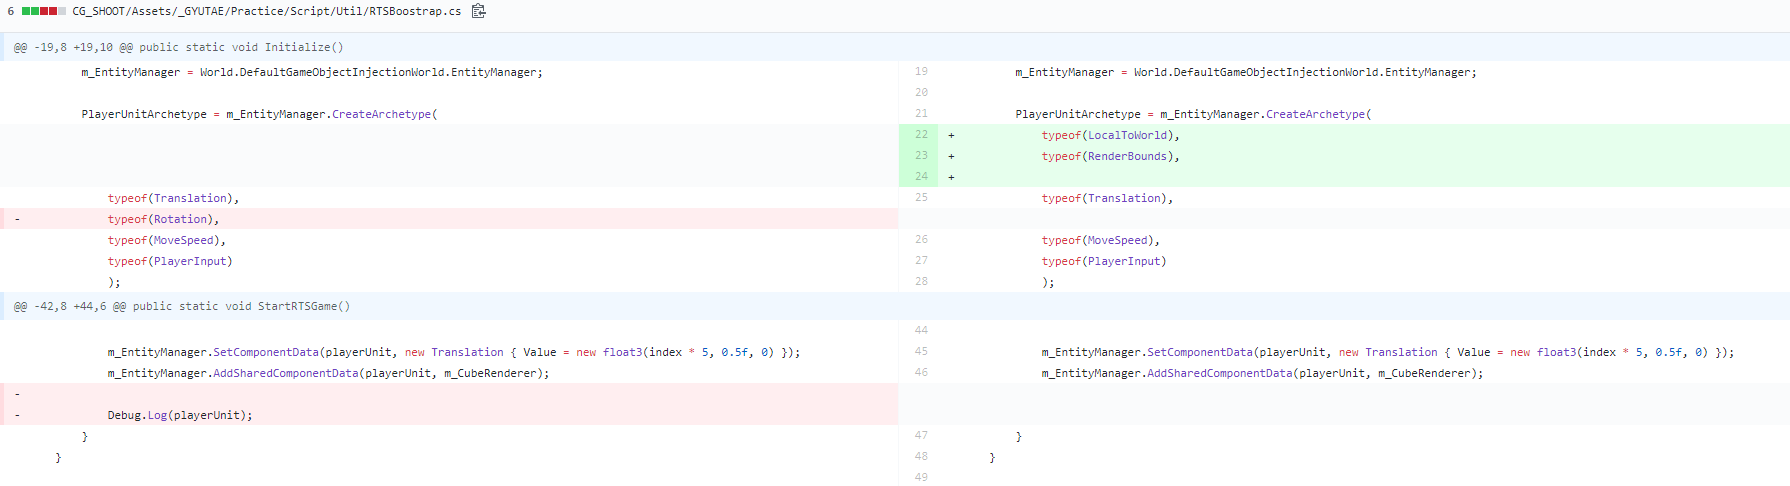 6 CG_SHOOT/Assets/_GYUTAE/Practice/Script/Util/RTSBoostrap.cs
@@ -19,8 +19,10 @@ public static void Initialize()
m_EntityManager = World.DefaultGameObjectInjectionWorld.EntityManager;
PlayerUnitArchetype = m_EntityManager.CreateArchetype(
typeof(Translation),
- typeof(Rotation),
typeof(MoveSpeed),
typeof(PlayerInput)
);
19 m_EntityManager = World.DefaultGameObjectInjectionWorld.EntityManager;
20
21 PlayerUnitArchetype = m_EntityManager.CreateArchetype(
22 + typeof(LocalToWorld),
23 + typeof(RenderBounds),
24 +
25 typeof(Translation),
26 typeof(MoveSpeed),
27 typeof(PlayerInput)
28 );
@@ -42,8 +44,6 @@ public static void StartRTSGame()
m_EntityManager.SetComponentData(playerUnit, new Translation { Value = new float3(index * 5, 0.5f, 0) });
m_EntityManager.AddSharedComponentData(playerUnit, m_CubeRenderer);
-
- Debug.Log(playerUnit);
}
}
44
45 m_EntityManager.SetComponentData(playerUnit, new Translation { Value = new float3(index * 5, 0.5f, 0) });
46 m_EntityManager.AddSharedComponentData(playerUnit, m_CubeRenderer);
47 }
48 }
49